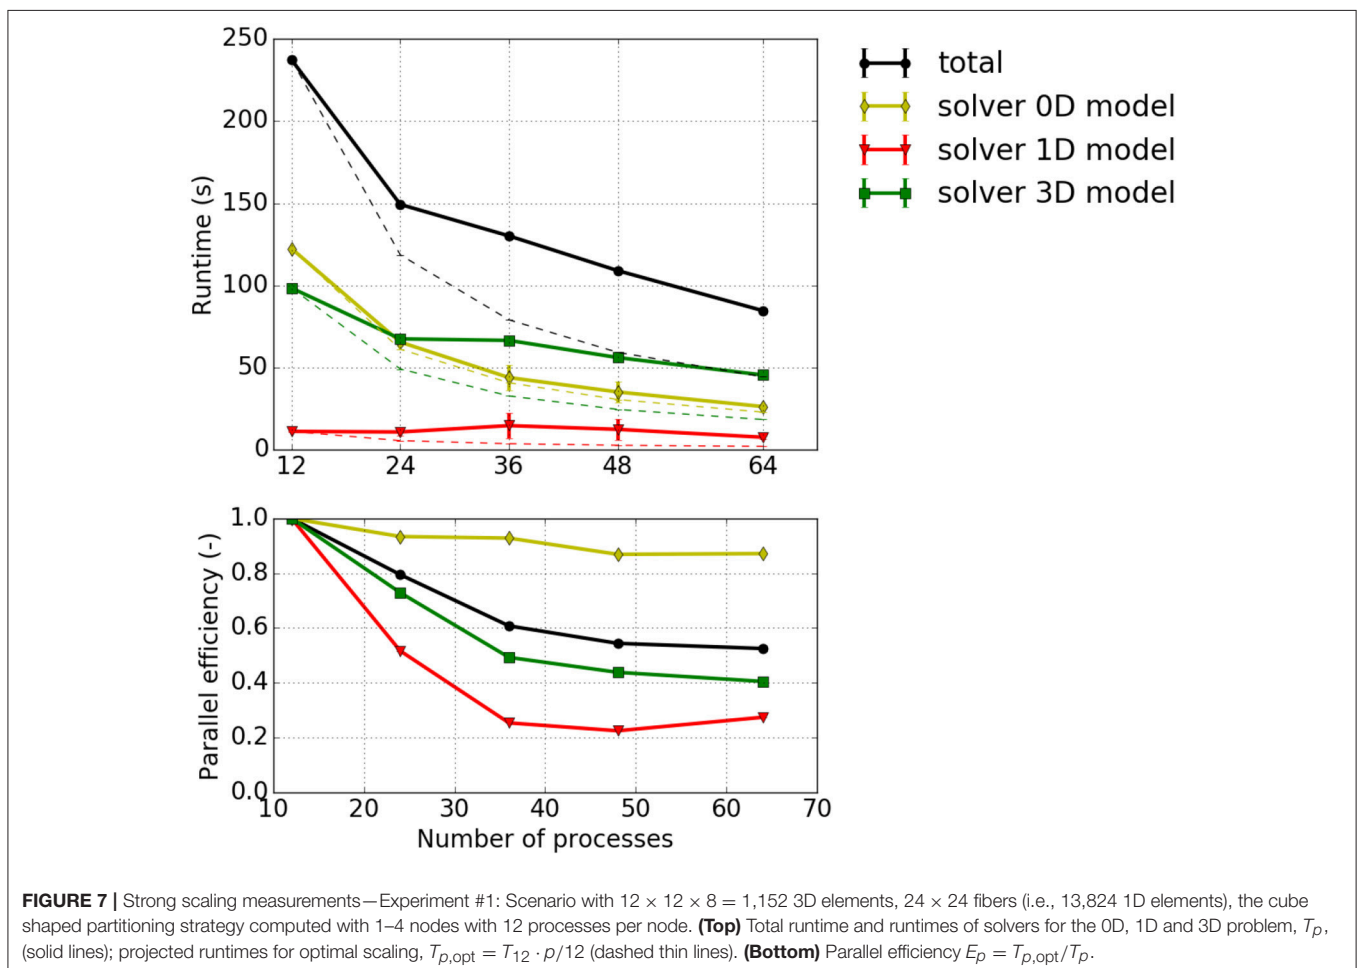 250
200
150
100
50
0
Runtime (s)
12 24 36 48 64
total
solver 0D model
solver 1D model
solver 3D model
1.0
0.8
0.6
0.4
0.2
0.0
Parallel efficiency (-)
10 20 30 40 50 60 70
Number of processes
FIGURE 7 | Strong scaling measurements—Experiment #1: Scenario with 12 × 12 × 8 = 1,152 3D elements, 24 × 24 fibers (i.e., 13,824 1D elements), the cube
shaped partitioning strategy computed with 1–4 nodes with 12 processes per node. (Top) Total runtime and runtimes of solvers for the 0D, 1D and 3D problem, Tp,
(solid lines); projected runtimes for optimal scaling, Tp,opt = T12 · p/12 (dashed thin lines). (Bottom) Parallel efficiency Ep = Tp,opt/Tp.